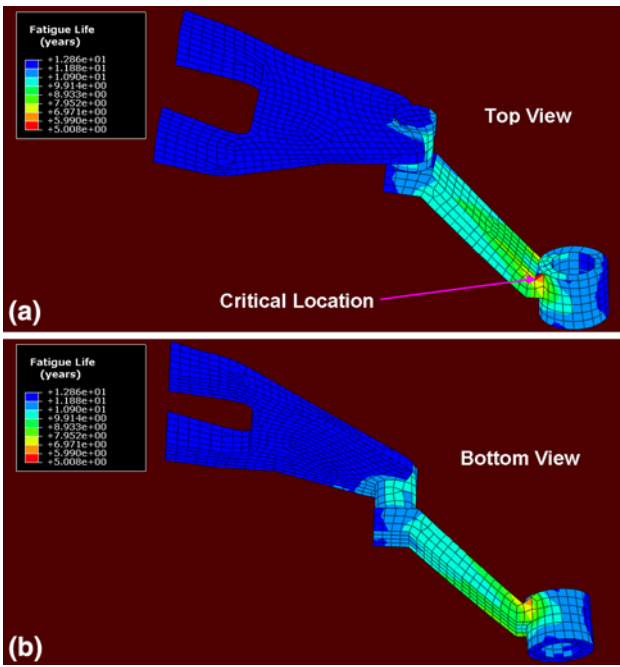 Fatigue Life
(years)
+1.286e+01
+1.188e+01
+1.090e+01
+9.914e+00
+8.933e+00
+7.952e+00
+6.971e+00
+5.990e+00
+5.008e+00
Top View
Critical Location
(a)
Fatigue Life
(years)
+1.286e+01
+1.188e+01
+1.090e+01
+9.914e+00
+8.933e+00
+7.952e+00
+6.971e+00
+5.990e+00
+5.008e+00
Bottom View
(b)